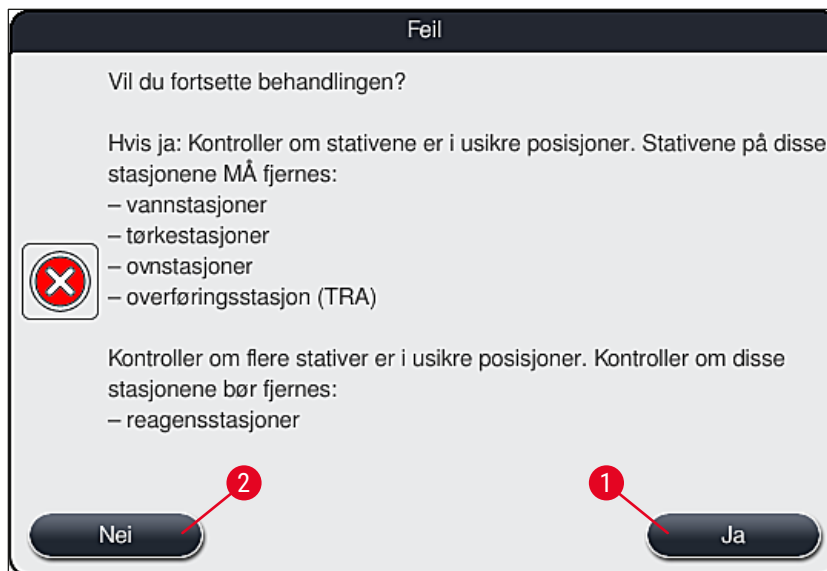 Feil
Vil du fortsette behandlingen?
Hvis ja: Kontroller om stativene er i usikre posisjoner. Stativene på disse
stasjonene MÅ fjernes:
– vannstasjoner
– tørkestasjoner
– ovnstasjoner
– overføringsstasjon (TRA)
Kontroller om flere stativer er i usikre posisjoner. Kontroller om disse
stasjonene bør fjernes:
– reagensstasjoner
2
1
Nei
Ja